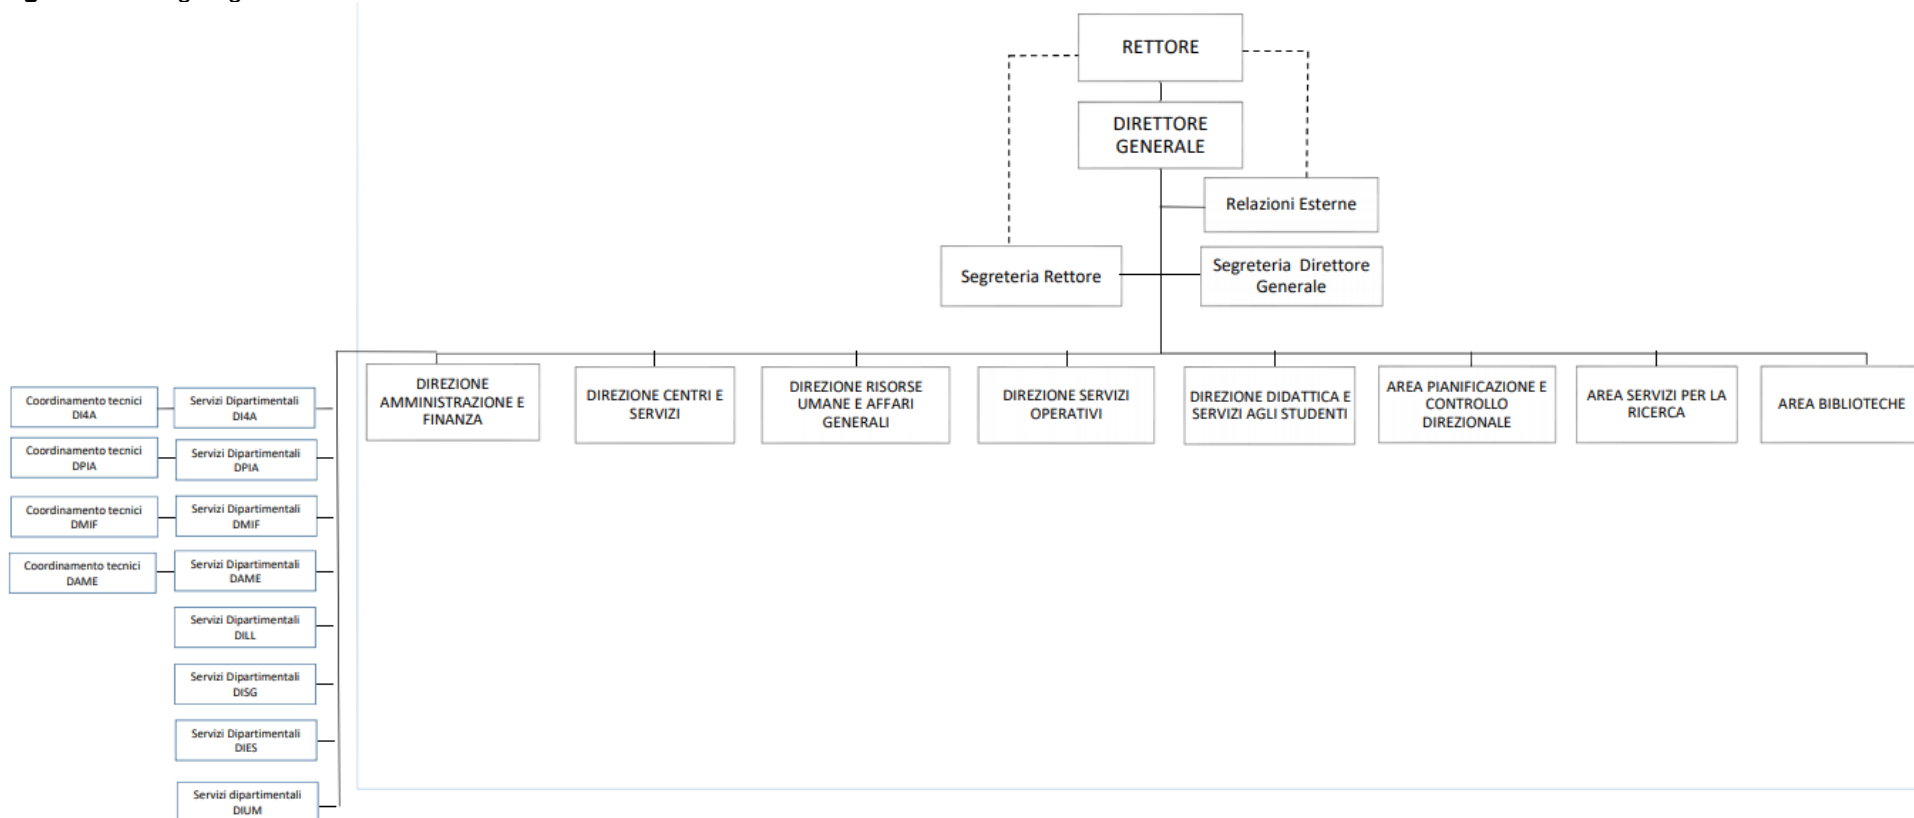 RETTORE
DIRETTORE
GENERALE
Relazioni Esterne
Segreteria Rettore
Segreteria Direttore
Generale
DIREZIONE
AMMINISTRAZIONE E
FINANZA
DIREZIONE CENTRI E
SERVIZI
DIREZIONE RISORSE
UMANE E AFFARI
GENERALI
DIREZIONE SERVIZI
OPERATIVI
DIREZIONE DIDATTICA E
SERVIZI AGLI STUDENTI
AREA PIANIFICAZIONE E
CONTROLLO
DIREZIONALE
AREA SERVIZI PER LA
RICERCA
AREA BIBLIOTECHE
Coordinamento tecnici
DI4A
Servizi Dipartimentali
DI4A
Coordinamento tecnici
DPIA
Servizi Dipartimentali
DPIA
Coordinamento tecnici
DMIF
Servizi Dipartimentali
DMIF
Coordinamento tecnici
DAME
Servizi Dipartimentali
DAME
Servizi Dipartimentali
DILL
Servizi Dipartimentali
DISG
Servizi Dipartimentali
DIES
Servizi dipartimentali
DIUM